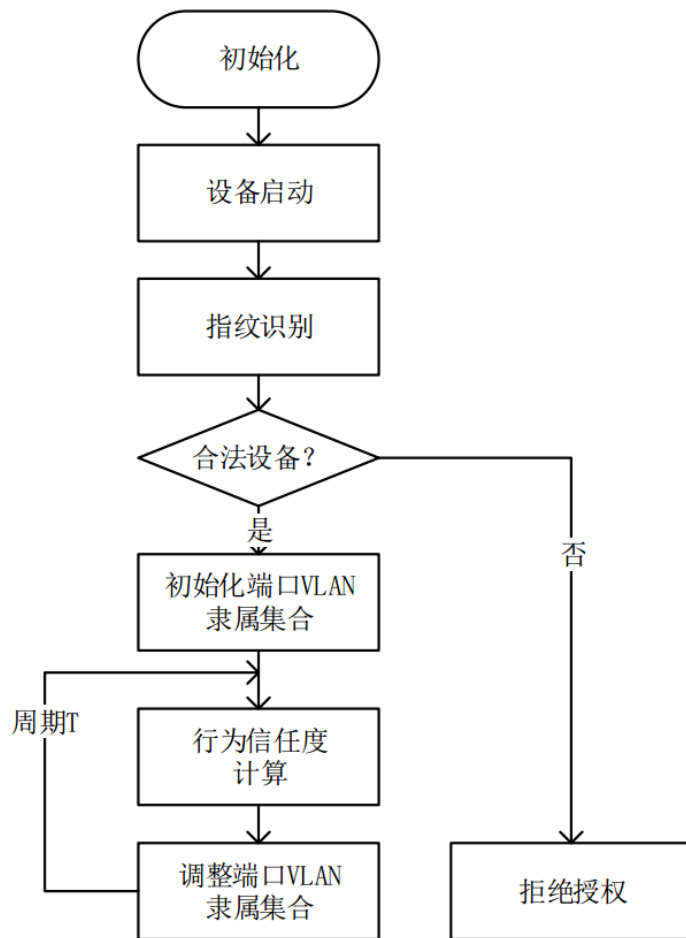 初始化
设备启动
指纹识别
合法设备?
是
否
初始化端口VLAN
隶属集合
周期T
行为信任度
计算
调整端口VLAN
隶属集合
拒绝授权